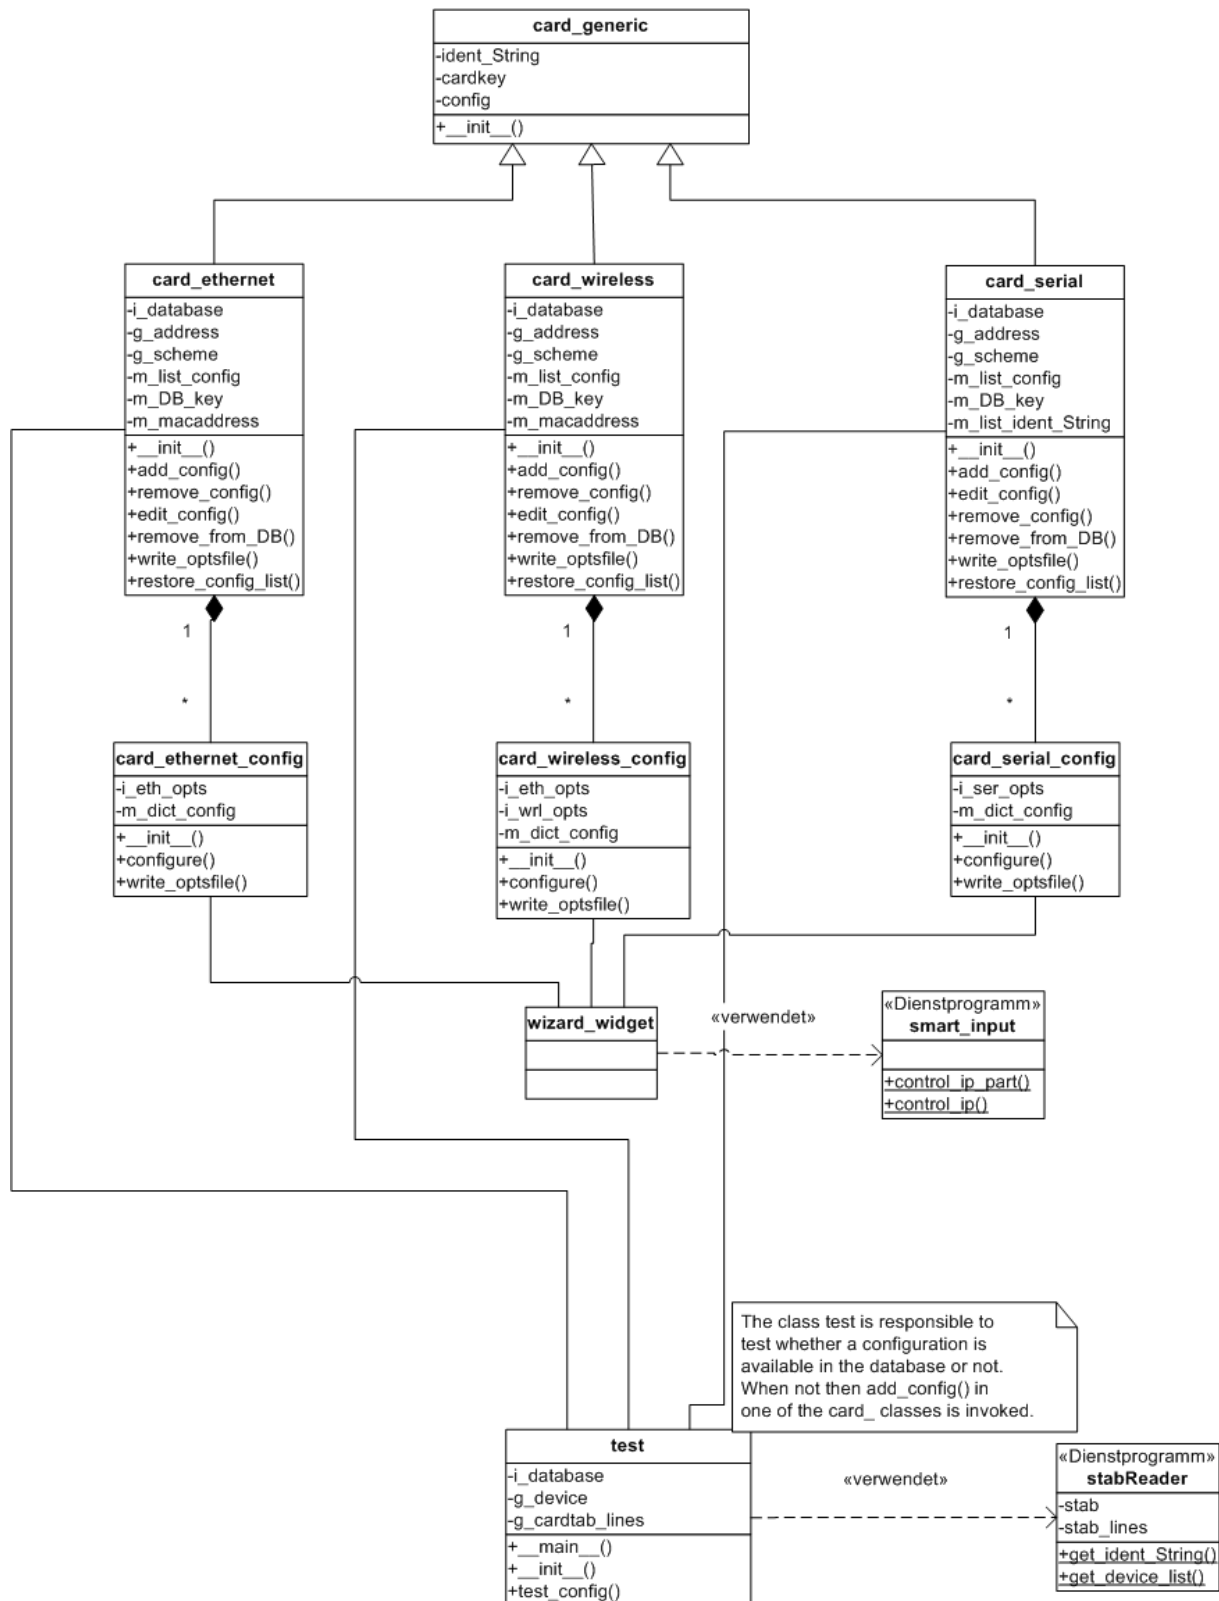 card_generic
-ident_String
-cardkey
-config
+__init__()
card_ethernet
-i_database
-g_address
-g_scheme
-m_list_config
-m_DB_key
-m_macaddress
+__init__()
+add_config()
+remove_config()
+edit_config()
+remove_from_DB()
+write_optsfile()
+restore_config_list()
card_wireless
-i_database
-g_address
-g_scheme
-m_list_config
-m_DB_key
-m_macaddress
+__init__()
+add_config()
+remove_config()
+edit_config()
+remove_from_DB()
+write_optsfile()
+restore_config_list()
card_serial
-i_database
-g_address
-g_scheme
-m_list_config
-m_DB_key
-m_list_ident_String
+__init__()
+add_config()
+edit_config()
+remove_config()
+remove_from_DB()
+write_optsfile()
+restore_config_list()
1
*
1
*
1
*
card_ethernet_config
-i_eth_opts
-m_dict_config
+__init__()
+configure()
+write_optsfile()
card_wireless_config
-i_eth_opts
-i_wrl_opts
-m_dict_config
+__init__()
+configure()
+write_optsfile()
card_serial_config
-i_ser_opts
-m_dict_config
+__init__()
+configure()
+write_optsfile()
wizard_widget
«verwendet»
«Dienstprogramm»
smart_input
+control_ip_part()
+control_ip()
The class test is responsible to
test whether a configuration is
available in the database or not.
When not then add_config() in
one of the card_ classes is invoked.
test
-i_database
-g_device
-g_cardtab_lines
+__main__()
+__init__()
+test_config()
«verwendet»
«Dienstprogramm»
stabReader
-stab
-stab_lines
+get_ident_String()
+get_device_list()